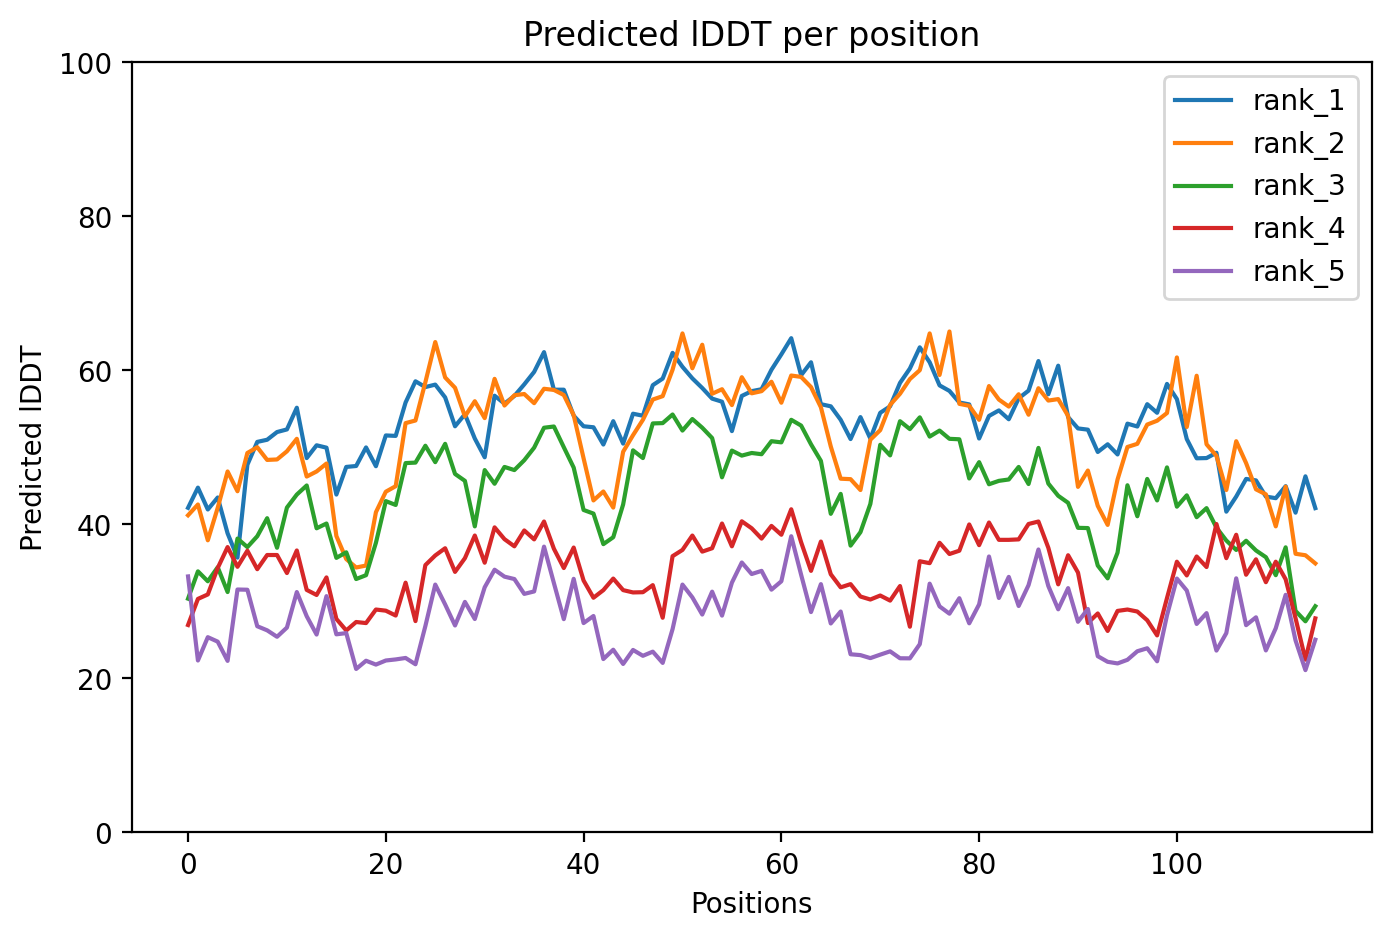 Predicted lDDT per position
100
80
60
40
20
0
Predicted lDDT
0 20 40 60 80 100
Positions
rank_1
rank_2
rank_3
rank_4
rank_5